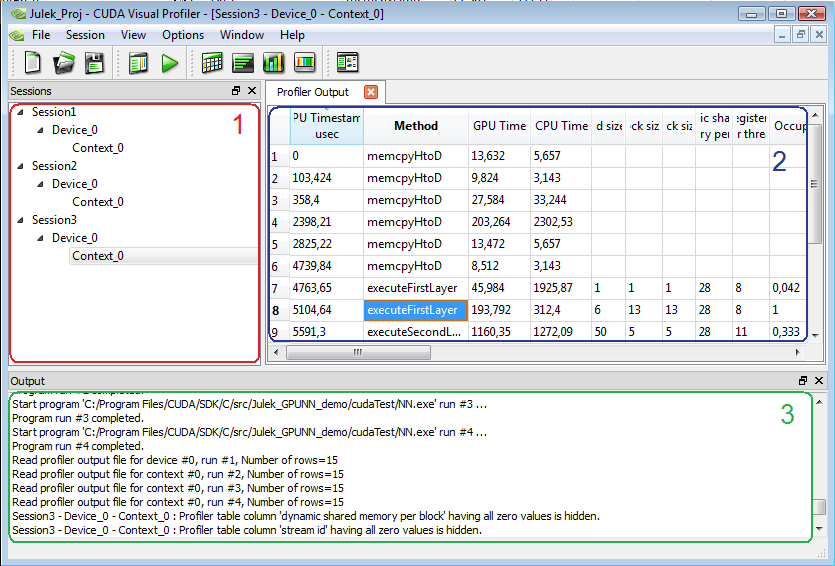 Julek_Proj - CUDA Visual Profiler - [Session3 - Device_0 - Context_0]
File Session View Options Window Help
Sessions
Profiler Output
Session1
Device_0
Context_0
Session2
Device_0
Context_0
Session3
Device_0
Context_0
1
PU Timestam usec Method GPU Time CPU Time d size ock siz ck siz ic sha ry per egister r thre Occup
1 0 memcpyHtoD 13,632 5,657
2 103,424 memcpyHtoD 9,824 3,143
3 358,4 memcpyHtoD 27,584 33,244
4 2398,21 memcpyHtoD 203,264 2302,53
5 2825,22 memcpyHtoD 13,472 5,657
6 4739,84 memcpyHtoD 8,512 3,143
7 4763,65 executeFirstLayer 45,984 1925,87 1 1 1 28 8 0,042
8 5104,64 executeFirstLayer 193,792 312,4 6 13 13 28 8 1
9 5591,3 executeSecondL... 1160,35 1272,09 50 5 5 28 11 0,333
2
Output
Start program 'C:/Program Files/CUDA/SDK/C/src/Julek_GPUNN_demo/cudaTest/NN.exe' run #3 ...
Program run #3 completed.
Start program 'C:/Program Files/CUDA/SDK/C/src/Julek_GPUNN_demo/cudaTest/NN.exe' run #4 ...
Program run #4 completed.
Read profiler output file for device #0, run #1, Number of rows=15
Read profiler output file for context #0, run #2, Number of rows=15
Read profiler output file for context #0, run #3, Number of rows=15
Read profiler output file for context #0, run #4, Number of rows=15
Session3 - Device_0 - Context_0 : Profiler table column 'dynamic shared memory per block' having all zero values is hidden.
Session3 - Device_0 - Context_0 : Profiler table column 'stream id' having all zero values is hidden.
3